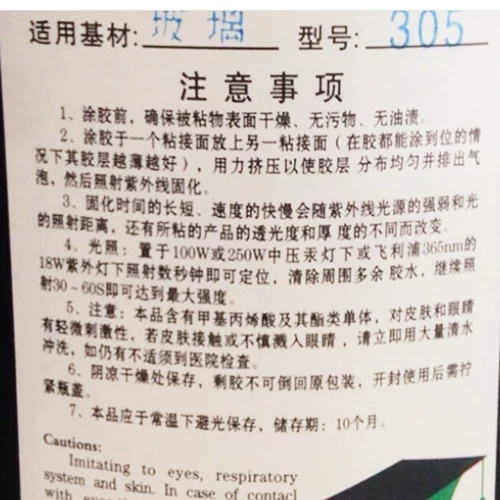 适用基材: 玻璃 型号: 305
注意事项
1、涂胶前，确保被粘物表面干燥、无污物、无油渍。
2、涂胶于一个粘接面放上另一粘接面（在胶都能涂到位的情
况下其胶层越薄越好），用力挤压以使胶层 分布均匀并排出气
泡，然后照射紫外线固化。
3、固化时间的长短、速度的快慢会随紫外线光源的强弱和光
的照射距离，还有所粘的产品的透光度和厚 度的不同而改变。
4、光照：置于100W或250W中压汞灯下或飞利浦365nm的
18W紫外灯下照射数秒钟即可定位，清除周围多余 胶水，继续照
射30～60S即可达到最大强度。
5、注意：本品含有甲基丙烯酸及其酯类单体，对皮肤和眼睛
有轻微刺激性，若皮肤接触或不慎溅入眼睛，请立即用大量清水
冲洗，如仍有不适须到医院检查。
6、阴凉干燥处保存，剩胶不可倒回原包装，开封使用后需拧
紧瓶盖。
7、本品应于常温下避光保存，储存期：10个月。
Cautions:
Imitating to eyes, respiratory
system and skin. In case of contacl
with